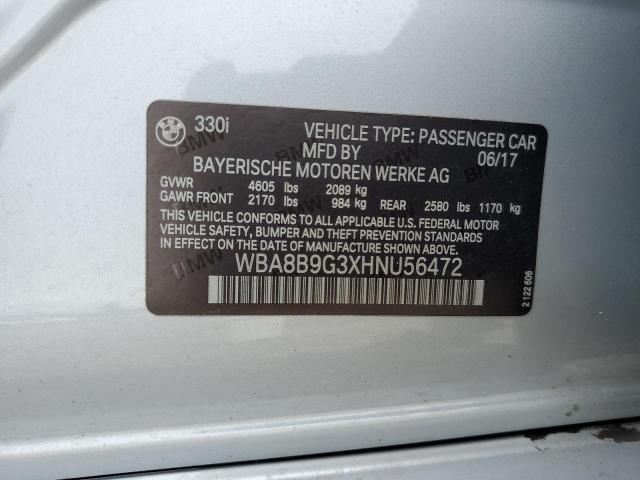 BMW 330i VEHICLE TYPE: PASSENGER CAR
MFD BY 06/17
BAYERISCHE MOTOREN WERKE AG
GVWR 4605 lbs 2089 kg
GAWR FRONT 2170 lbs 984 kg REAR 2580 lbs 1170 kg
THIS VEHICLE CONFORMS TO ALL APPLICABLE U.S. FEDERAL MOTOR
VEHICLE SAFETY, BUMPER AND THEFT PREVENTION STANDARDS
IN EFFECT ON THE DATE OF MANUFACTURE SHOWN ABOVE.
WBA8B9G3XHNU56472
2 122 606